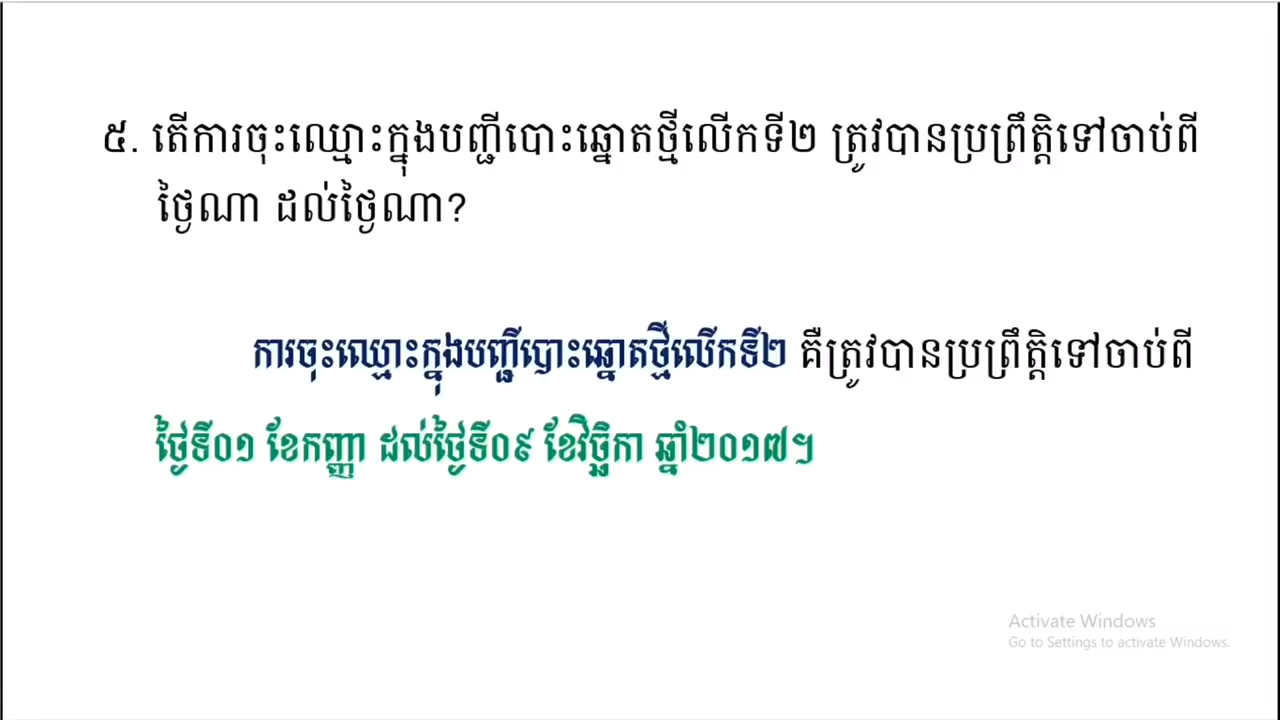 ៥. តើការចុះឈ្មោះក្នុងបញ្ជីបោះឆ្នោតថ្មីលើកទី២ ត្រូវបានប្រព្រឹត្តិទៅចាប់ពី
ថ្ងៃណា ដល់ថ្ងៃណា?
ការចុះឈ្មោះក្នុងបញ្ជីបោះឆ្នោតថ្មីលើកទី២ គឺត្រូវបានប្រព្រឹត្តិទៅចាប់ពី
ថ្ងៃទី០១ ខែកញ្ញា ដល់ថ្ងៃទី០៩ ខែវិច្ឆិកា ឆ្នាំ២០១៧។
Activate Windows
Go to Settings to activate Windows.